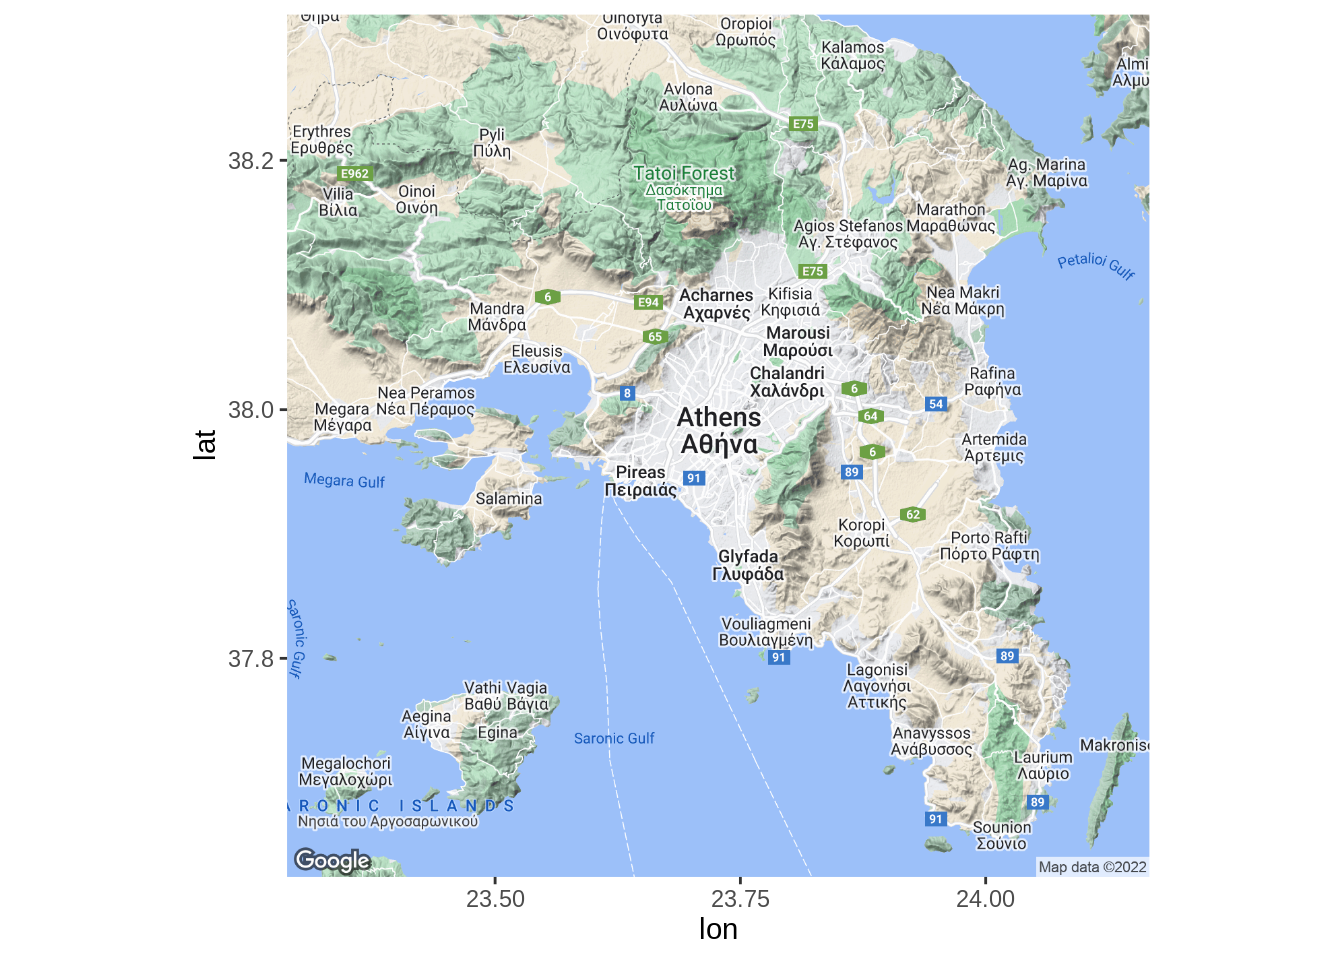 Θήβα
Oinofyta
Οινόφυτα
Oropioi
Ωρωπός
Kalamos
Κάλαμος
Almi
Αλμυ
Avlona
Αυλώνα
E75
Erythres
Ερυθρές
Pyli
Πύλη
38.2
E962
Tatoi Forest
Δασόκτημα
Τατοΐου
Ag. Marina
Αγ. Μαρίνα
Vilia
Βίλια
Oinoi
Οινόη
Marathon
Μαραθώνας
Agios Stefanos
Αγ. Στέφανος
Petalioi Gulf
E75
Acharnes
Αχαρνές
Kifisia
Κηφισιά
Nea Makri
Νέα Μάκρη
6
E94
Mandra
Μάνδρα
65
Marousi
Μαρούσι
Eleusis
Ελευσίνα
Chalandri
Χαλάνδρι
Rafina
Ραφήνα
Nea Peramos
Νέα Πέραμος
8
6
54
64
Megara
Μέγαρα
38.0
Athens
Αθήνα
lat
Artemida
Άρτεμις
6
89
Megara Gulf
Pireas
Πειραιάς
91
Salamina
62
Koropi
Κορωπί
Porto Rafti
Πόρτο Ράφτη
Glyfada
Γλυφάδα
Saronic Gulf
Vouliagmeni
Βουλιαγμένη
91
89
37.8
Lagonisi
Λαγονήσι
Αττικής
Vathi Vagia
Βαθύ Βάγια
Aegina
Αίγινα
Egina
Saronic Gulf
Anavyssos
Ανάβυσσος
Makronis
Laurium
Λαύριο
Megalochori
Μεγαλοχώρι
ARONIC ISLANDS
Νησιά του Αργοσαρωνικού
89
91
Sounion
Σούνιο
Google
Map data ©2022
23.50
23.75
24.00
lon